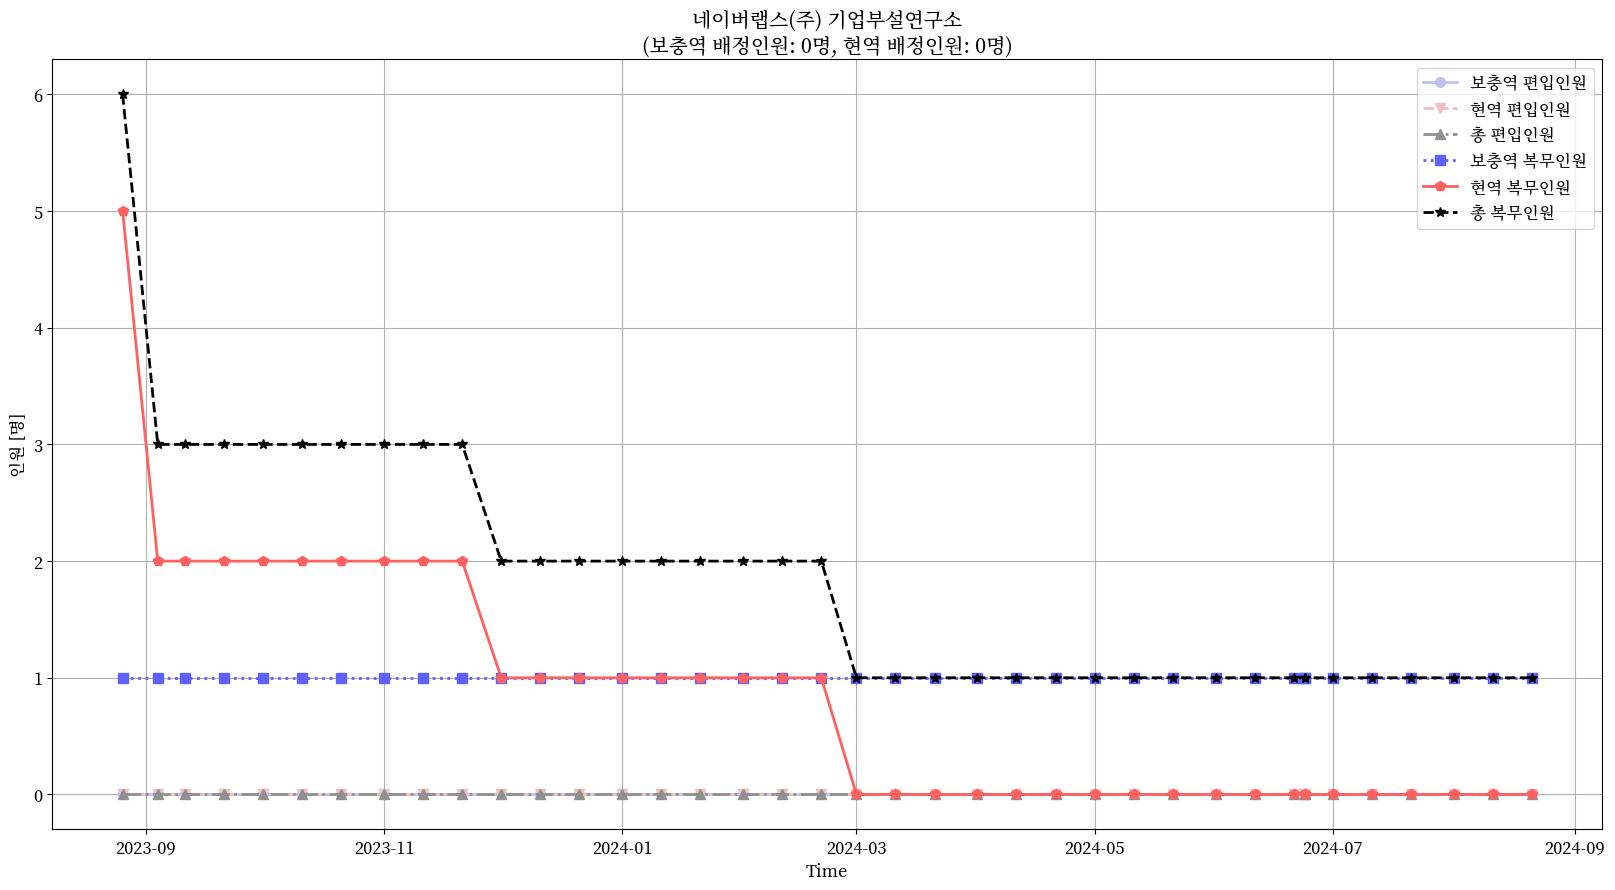 네이버랩스(주) 기업부설연구소
(보충역 배정인원: 0명, 현역 배정인원: 0명)
보충역 편입인원
현역 편입인원
총 편입인원
보충역 복무인원
현역 복무인원
총 복무인원
인원 [명]
6
5
4
3
2
1
0
2023-09
2023-11
2024-01
2024-03
2024-05
2024-07
2024-09
Time